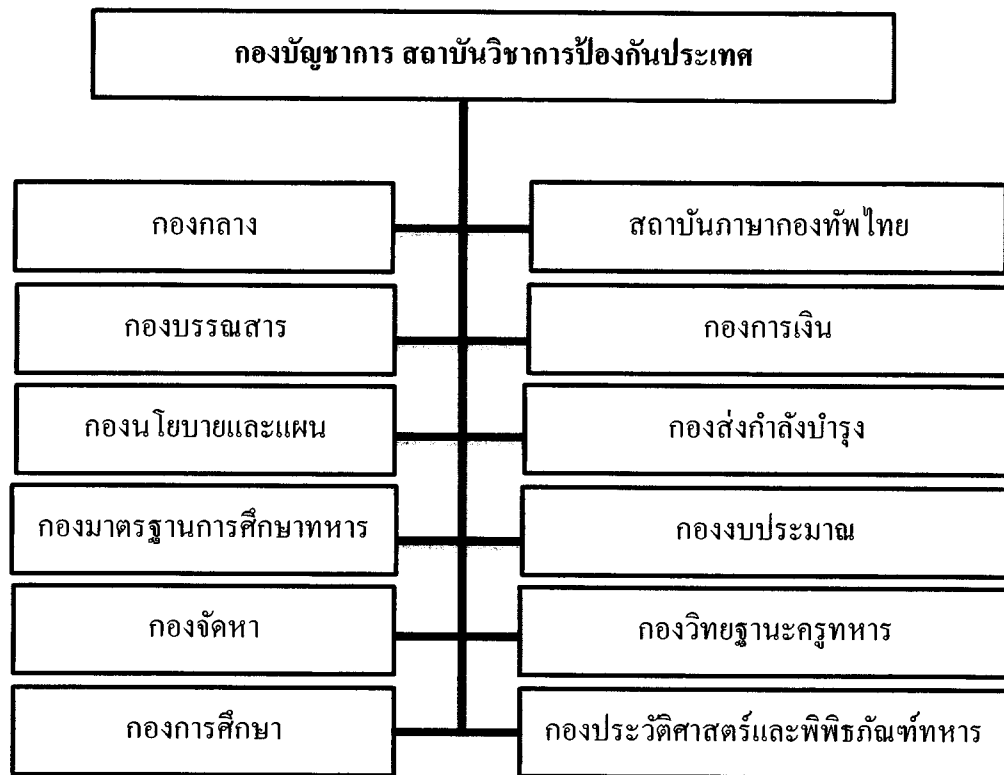 กองบัญชาการ สถาบันวิชาการป้องกันประเทศ
กองกลาง
สถาบันภาษากองทัพไทย
กองบรรณสาร
กองการเงิน
กองนโยบายและแผน
กองส่งกำลังบำรุง
กองมาตรฐานการศึกษาทหาร
กองงบประมาณ
กองจัดหา
กองวิทยฐานะครูทหาร
กองการศึกษา
กองประวัติศาสตร์และพิพิธภัณฑ์ทหาร